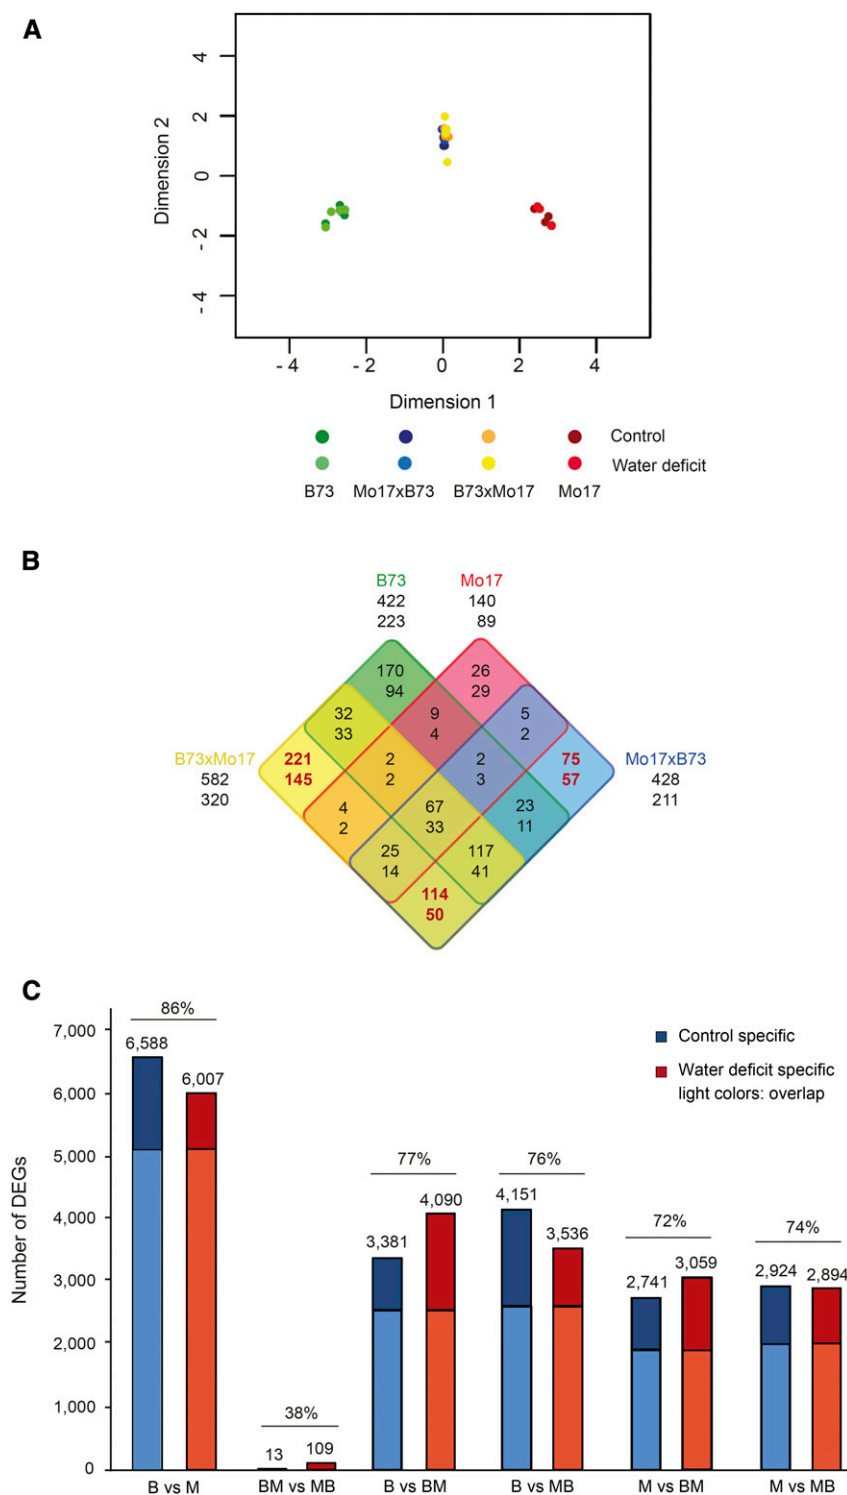 A
Dimension 2
4
2
0
- 2
- 4
- 4
- 2
0
2
4
Dimension 1
Control
Water deficit
B73
Mo17xB73
B73xMo17
Mo17
B
B73
422
223
Mo17
140
89
170
94
26
29
32
33
9
4
5
2
B73xMo17
582
320
221
145
2
2
2
3
75
57
Mo17xB73
428
211
4
2
67
33
23
11
25
14
117
41
114
50
C
Number of DEGs
7,000
6,000
5,000
4,000
3,000
2,000
1,000
0
86%
6,588
6,007
38%
13
109
77%
3,381
4,090
76%
4,151
3,536
72%
2,741
3,059
74%
2,924
2,894
Control specific
Water deficit specific
light colors: overlap
B vs M
BM vs MB
B vs BM
B vs MB
M vs BM
M vs MB